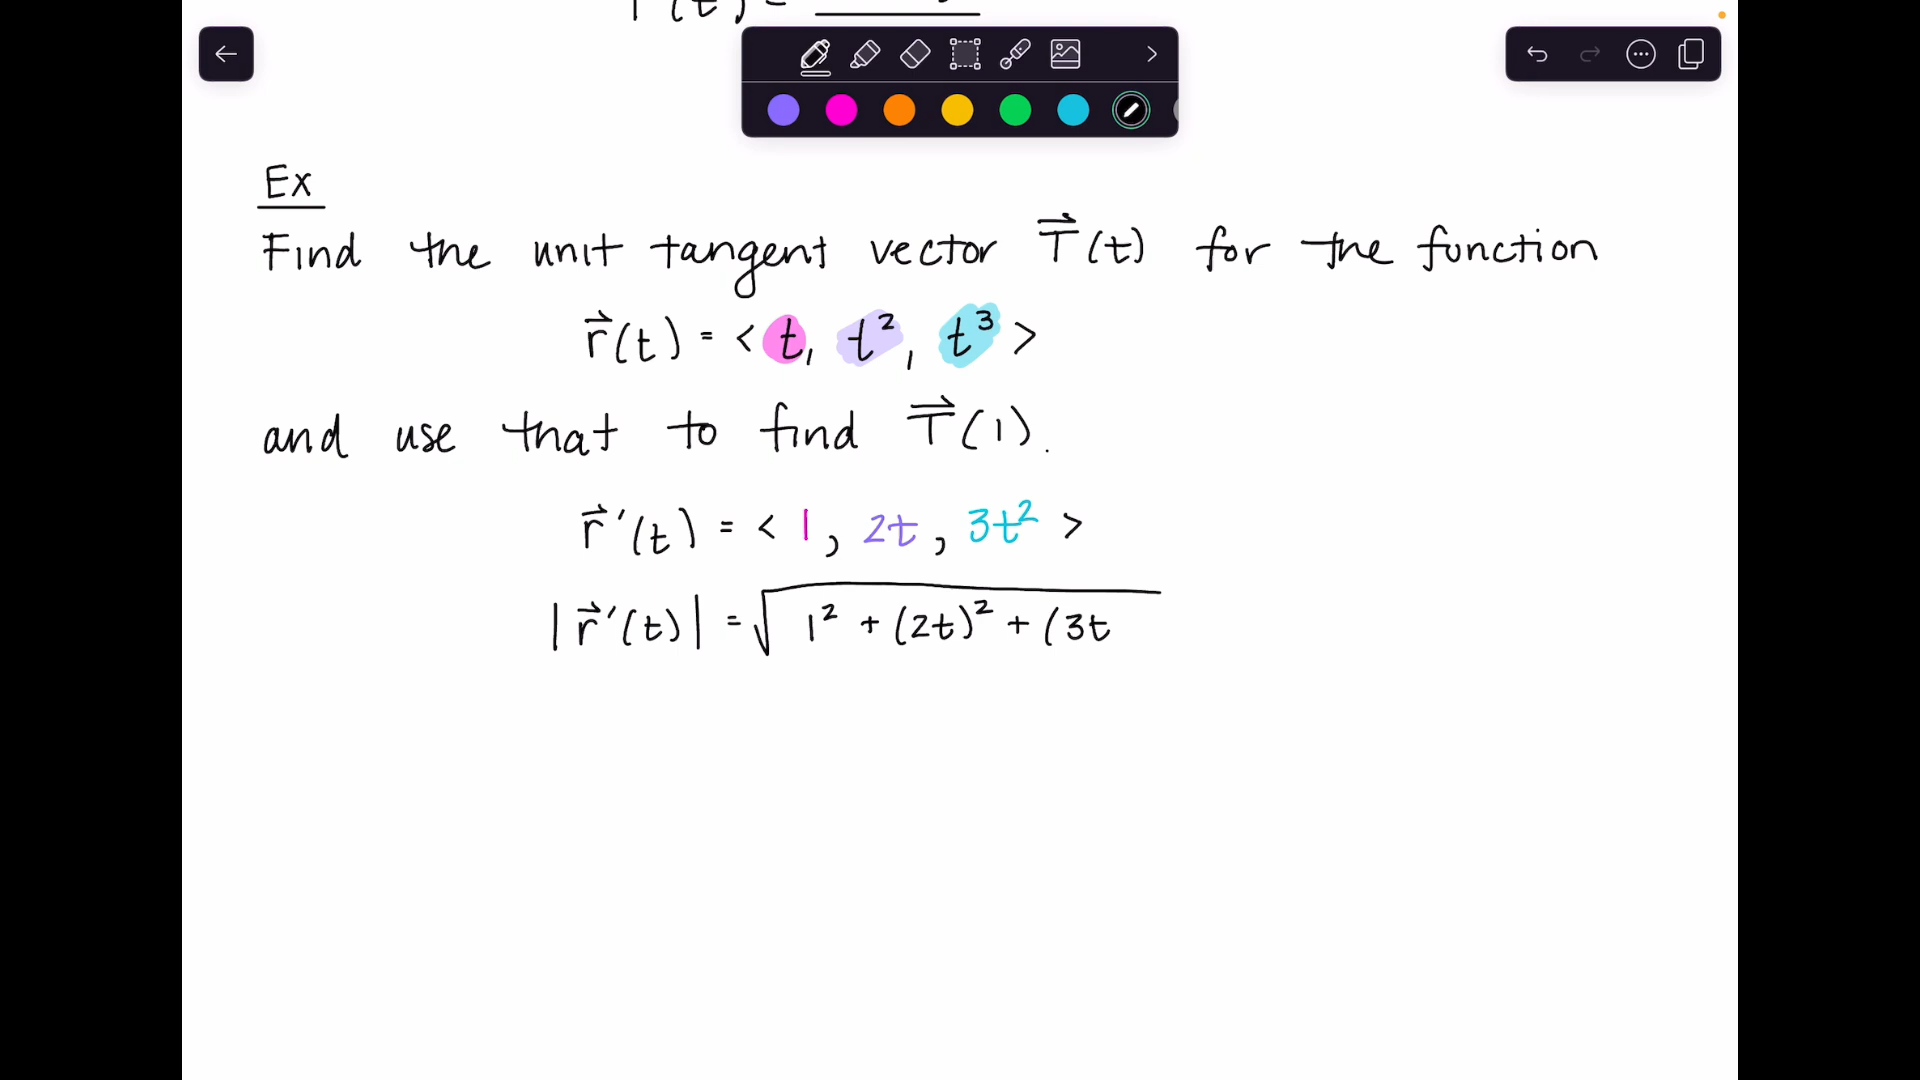 Ex
Find the unit tangent vector T⃗(t) for the function
r⃗(t) = < t, t², t³ >
and use that to find T⃗(1).
r⃗'(t) = < 1, 2t, 3t² >
|r⃗'(t)| = √ 1² + (2t)² + (3t